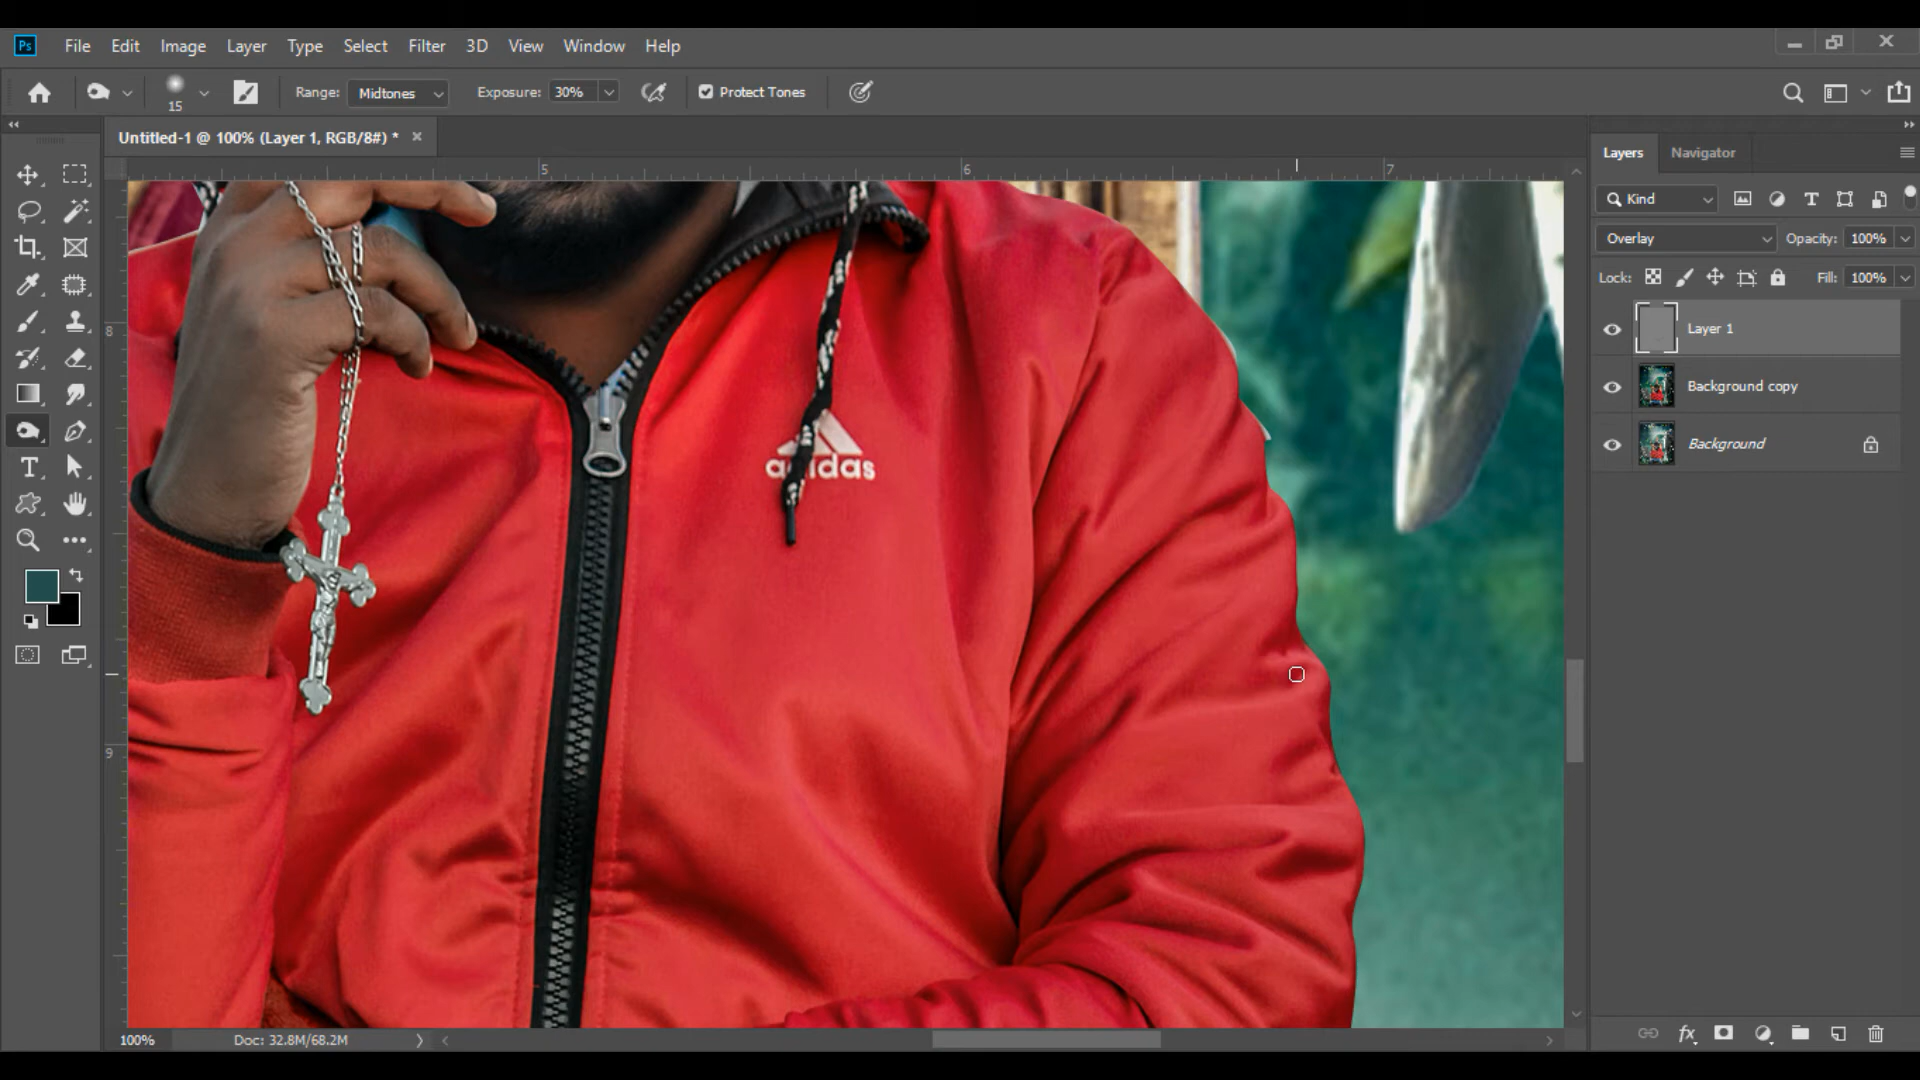 Ps File Edit Image Layer Type Select Filter 3D View Window Help
15 Range: Midtones Exposure: 30% Protect Tones
Untitled-1 @ 100% (Layer 1, RGB/8#) *
5 6 7
8
9
adidas
Layers Navigator
Kind
Overlay Opacity: 100%
Lock: Fill: 100%
Layer 1
Background copy
Background
100% Doc: 32.8M/68.2M